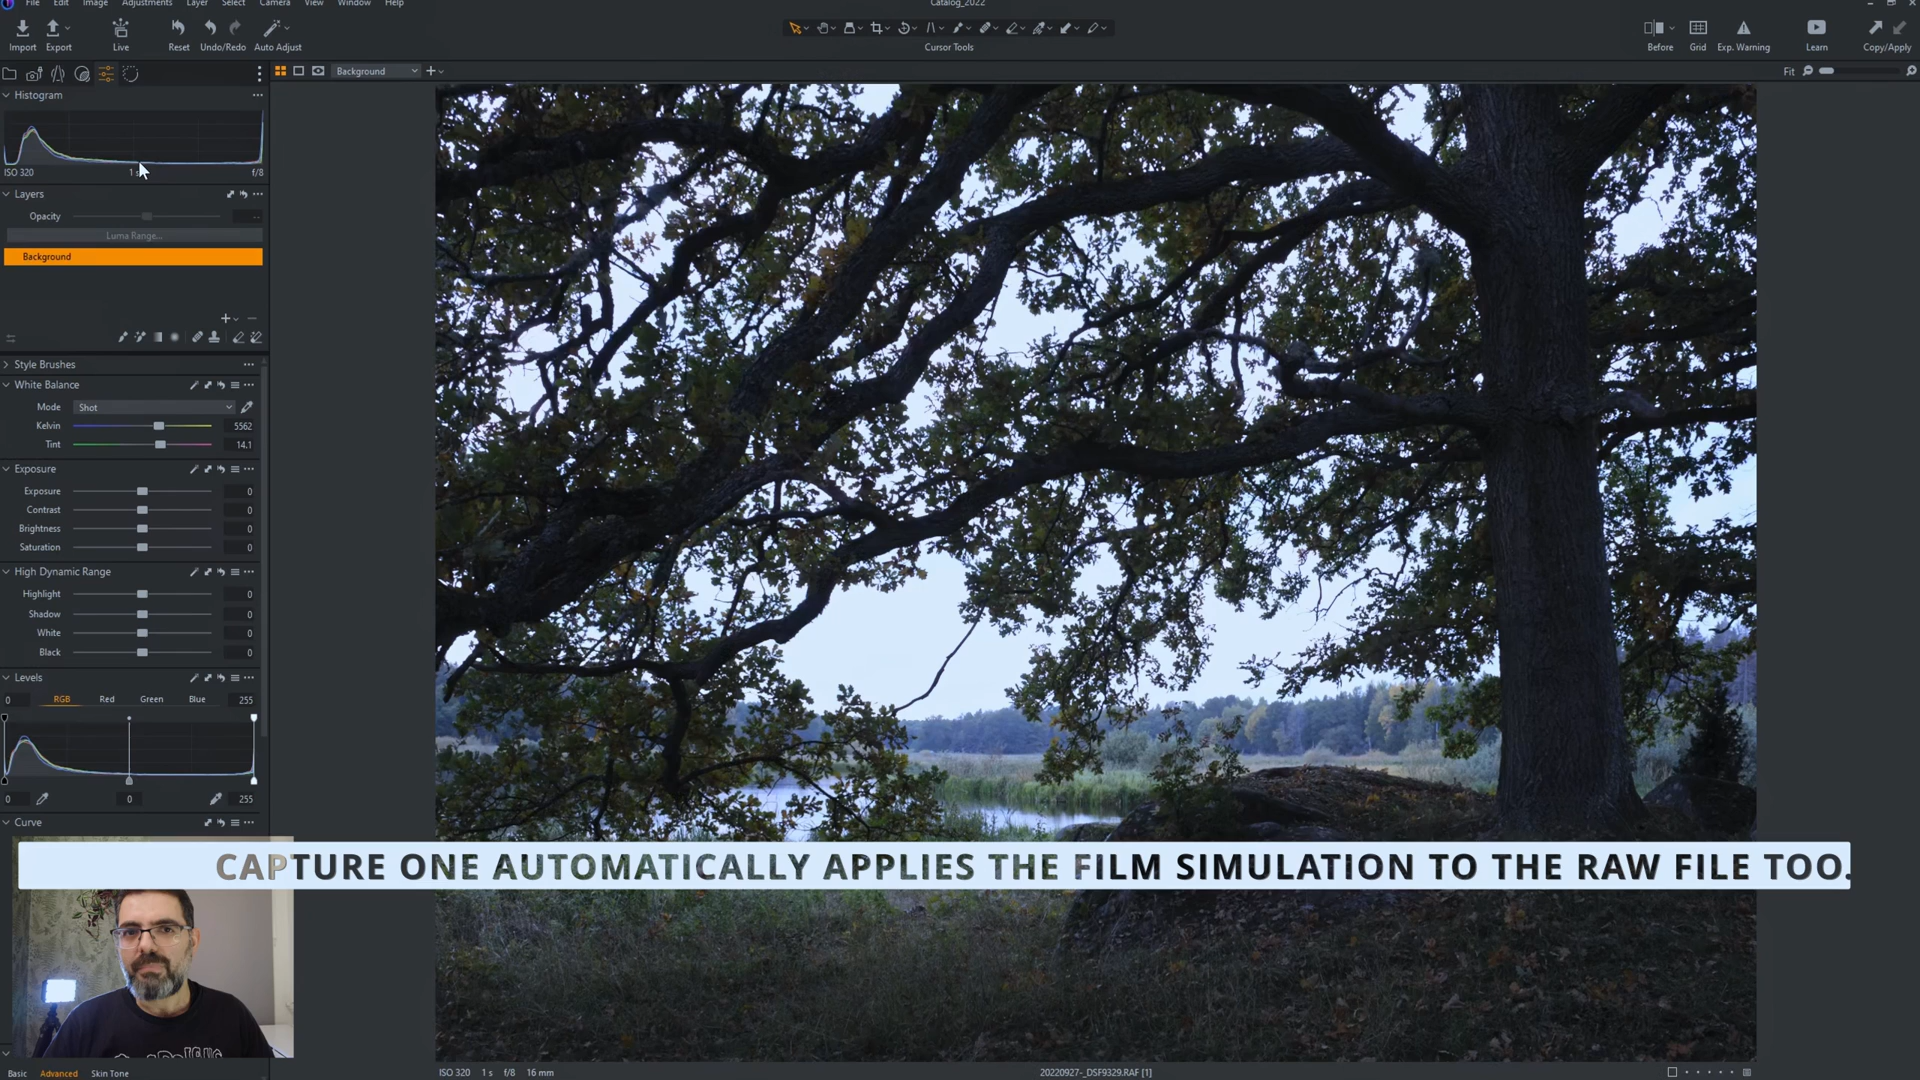 File Edit Image Adjustments Layer Select Camera View Window Help
Catalog_2022
Import Export Live Reset Undo/Redo Auto Adjust
Cursor Tools
Before Grid Exp. Warning Learn Copy/Apply
Background
Fit
Histogram
ISO 320 1 s f/8
Layers
Opacity --
Luma Range...
Background
Style Brushes
White Balance
Mode Shot
Kelvin 5562
Tint 14.1
Exposure
Exposure 0
Contrast 0
Brightness 0
Saturation 0
High Dynamic Range
Highlight 0
Shadow 0
White 0
Black 0
Levels
0 RGB Red Green Blue 255
0 0 255
Curve
CAPTURE ONE AUTOMATICALLY APPLIES THE FILM SIMULATION TO THE RAW FILE TOO.
Basic Advanced Skin Tone
ISO 320 1 s f/8 16 mm
20220927-_DSF9329.RAF [1]